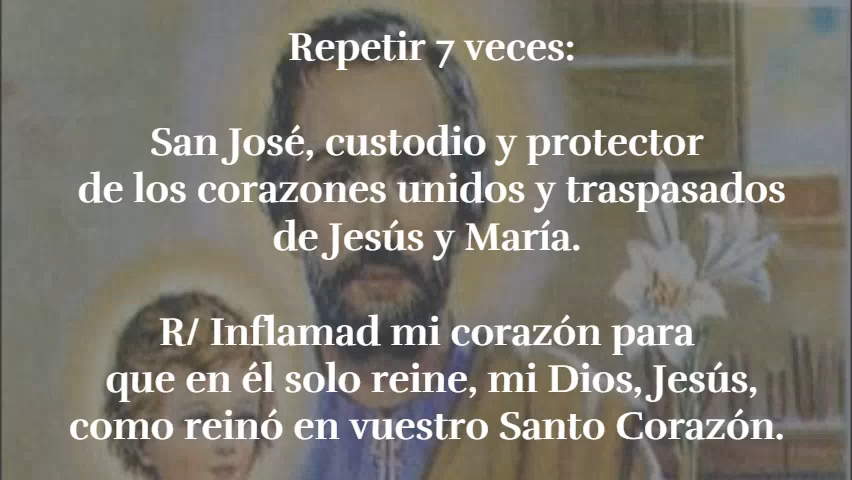 Repetir 7 veces:
San José, custodio y protector
de los corazones unidos y traspasados
de Jesús y María.
R/ Inflamad mi corazón para
que en él solo reine, mi Dios, Jesús,
como reinó en vuestro Santo Corazón.